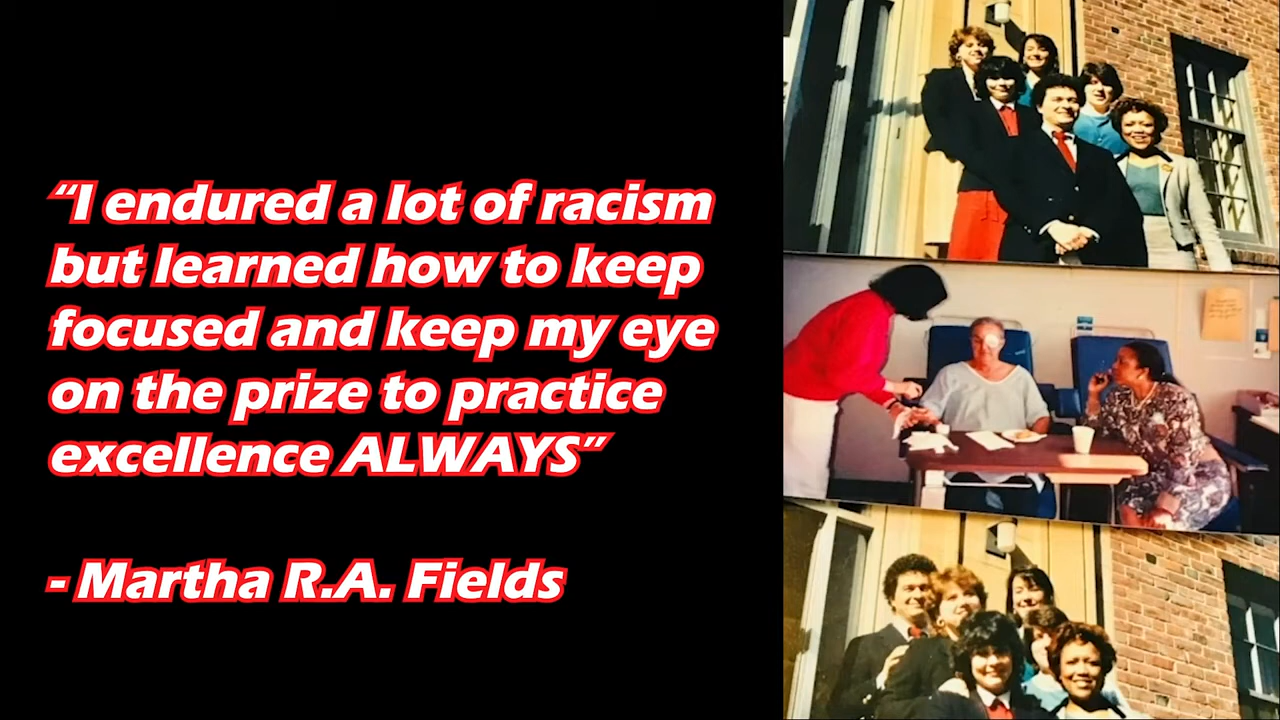 “I endured a lot of racism
but learned how to keep
focused and keep my eye
on the prize to practice
excellence ALWAYS”
- Martha R.A. Fields